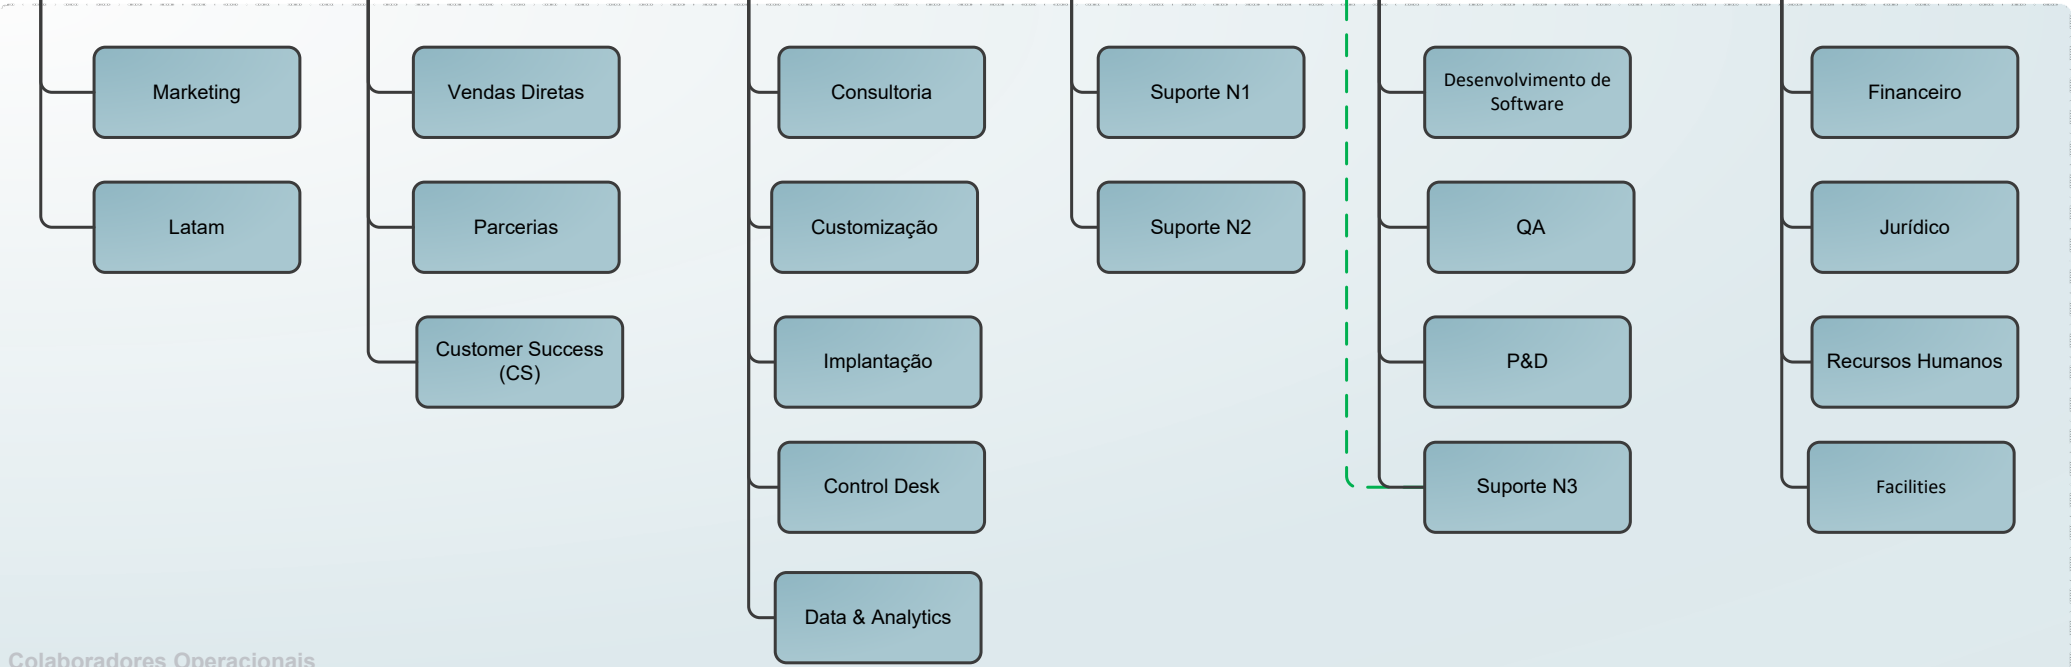 Marketing
Vendas Diretas
Consultoria
Suporte N1
Desenvolvimento de
Software
Financeiro
Latam
Parcerias
Customização
Suporte N2
QA
Jurídico
Customer Success
(CS)
Implantação
P&D
Recursos Humanos
Control Desk
Suporte N3
Facilities
Data & Analytics
Colaboradores Operacionais